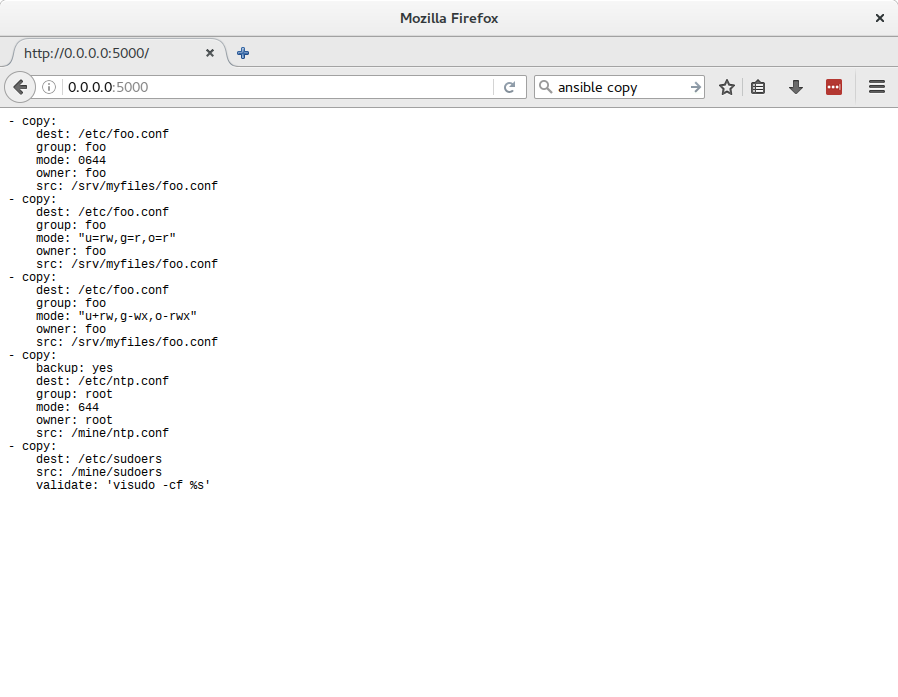 Mozilla Firefox
http://0.0.0.0:5000/
0.0.0.0:5000
ansible copy
- copy:
    dest: /etc/foo.conf
    group: foo
    mode: 0644
    owner: foo
    src: /srv/myfiles/foo.conf
- copy:
    dest: /etc/foo.conf
    group: foo
    mode: "u=rw,g=r,o=r"
    owner: foo
    src: /srv/myfiles/foo.conf
- copy:
    dest: /etc/foo.conf
    group: foo
    mode: "u+rw,g-wx,o-rwx"
    owner: foo
    src: /srv/myfiles/foo.conf
- copy:
    backup: yes
    dest: /etc/ntp.conf
    group: root
    mode: 644
    owner: root
    src: /mine/ntp.conf
- copy:
    dest: /etc/sudoers
    src: /mine/sudoers
    validate: 'visudo -cf %s'